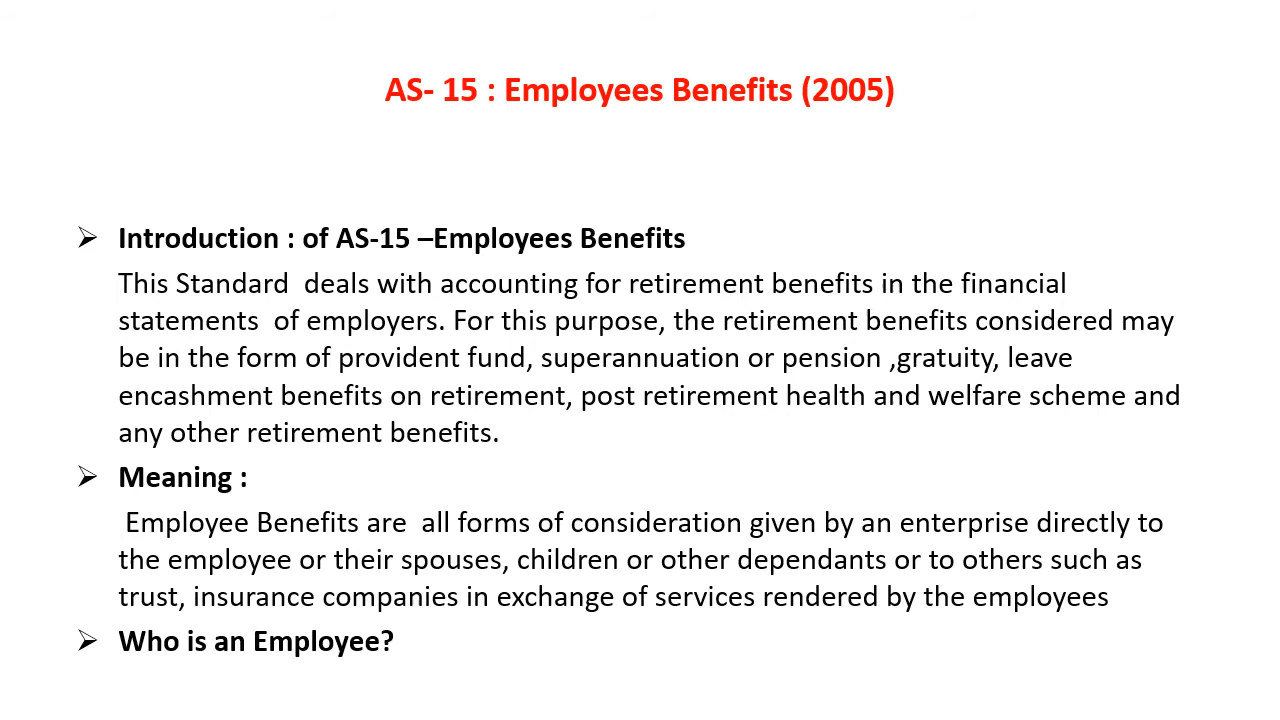 AS- 15 : Employees Benefits (2005)
➢ Introduction : of AS-15 –Employees Benefits
This Standard  deals with accounting for retirement benefits in the financial
statements  of employers. For this purpose, the retirement benefits considered may
be in the form of provident fund, superannuation or pension ,gratuity, leave
encashment benefits on retirement, post retirement health and welfare scheme and
any other retirement benefits.
➢ Meaning :
Employee Benefits are  all forms of consideration given by an enterprise directly to
the employee or their spouses, children or other dependants or to others such as
trust, insurance companies in exchange of services rendered by the employees
➢ Who is an Employee?